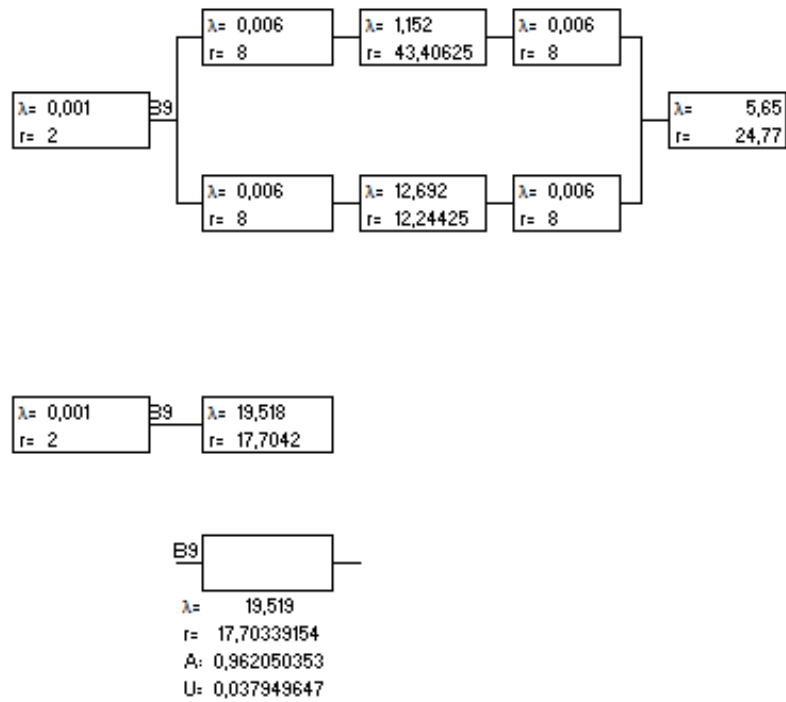 λ= 0,006
r= 8
λ= 1,152
r= 43,40625
λ= 0,006
r= 8
λ= 0,001
r= 2
B9
λ= 5,65
r= 24,77
λ= 0,006
r= 8
λ= 12,692
r= 12,24425
λ= 0,006
r= 8
λ= 0,001
r= 2
B9
λ= 19,518
r= 17,7042
B9
λ= 19,519
r= 17,70339154
A: 0,962050353
U= 0,037949647